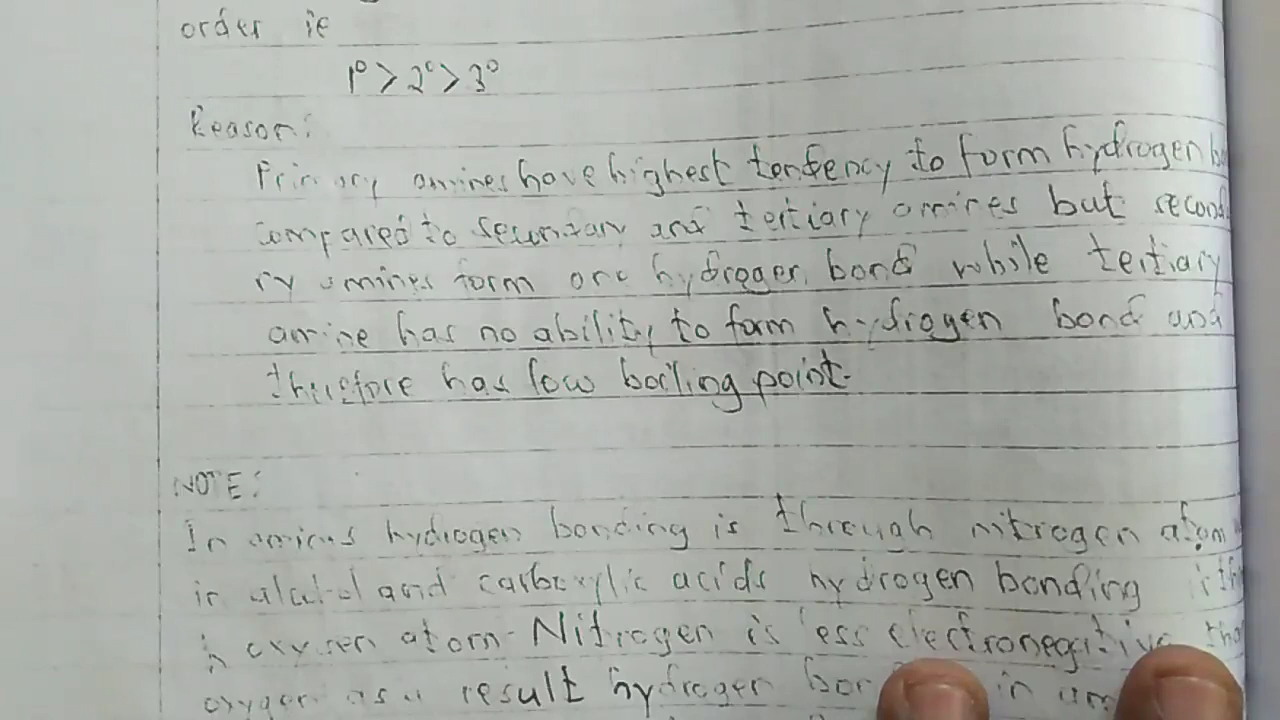 order ie
1° > 2° > 3°
Reason:
Primary amines have highest tendency to form hydrogen
compared to secondary and tertiary amines but second
ry amines form one hydrogen bond while tertiary
amine has no ability to form hydrogen bond and
therefore has low boiling point.
NOTE:
In amines hydrogen bonding is through nitrogen atom
in alcohol and carboxylic acids hydrogen bonding is
h oxygen atom. Nitrogen is less electronegative
oxygen as a result hydrogen in